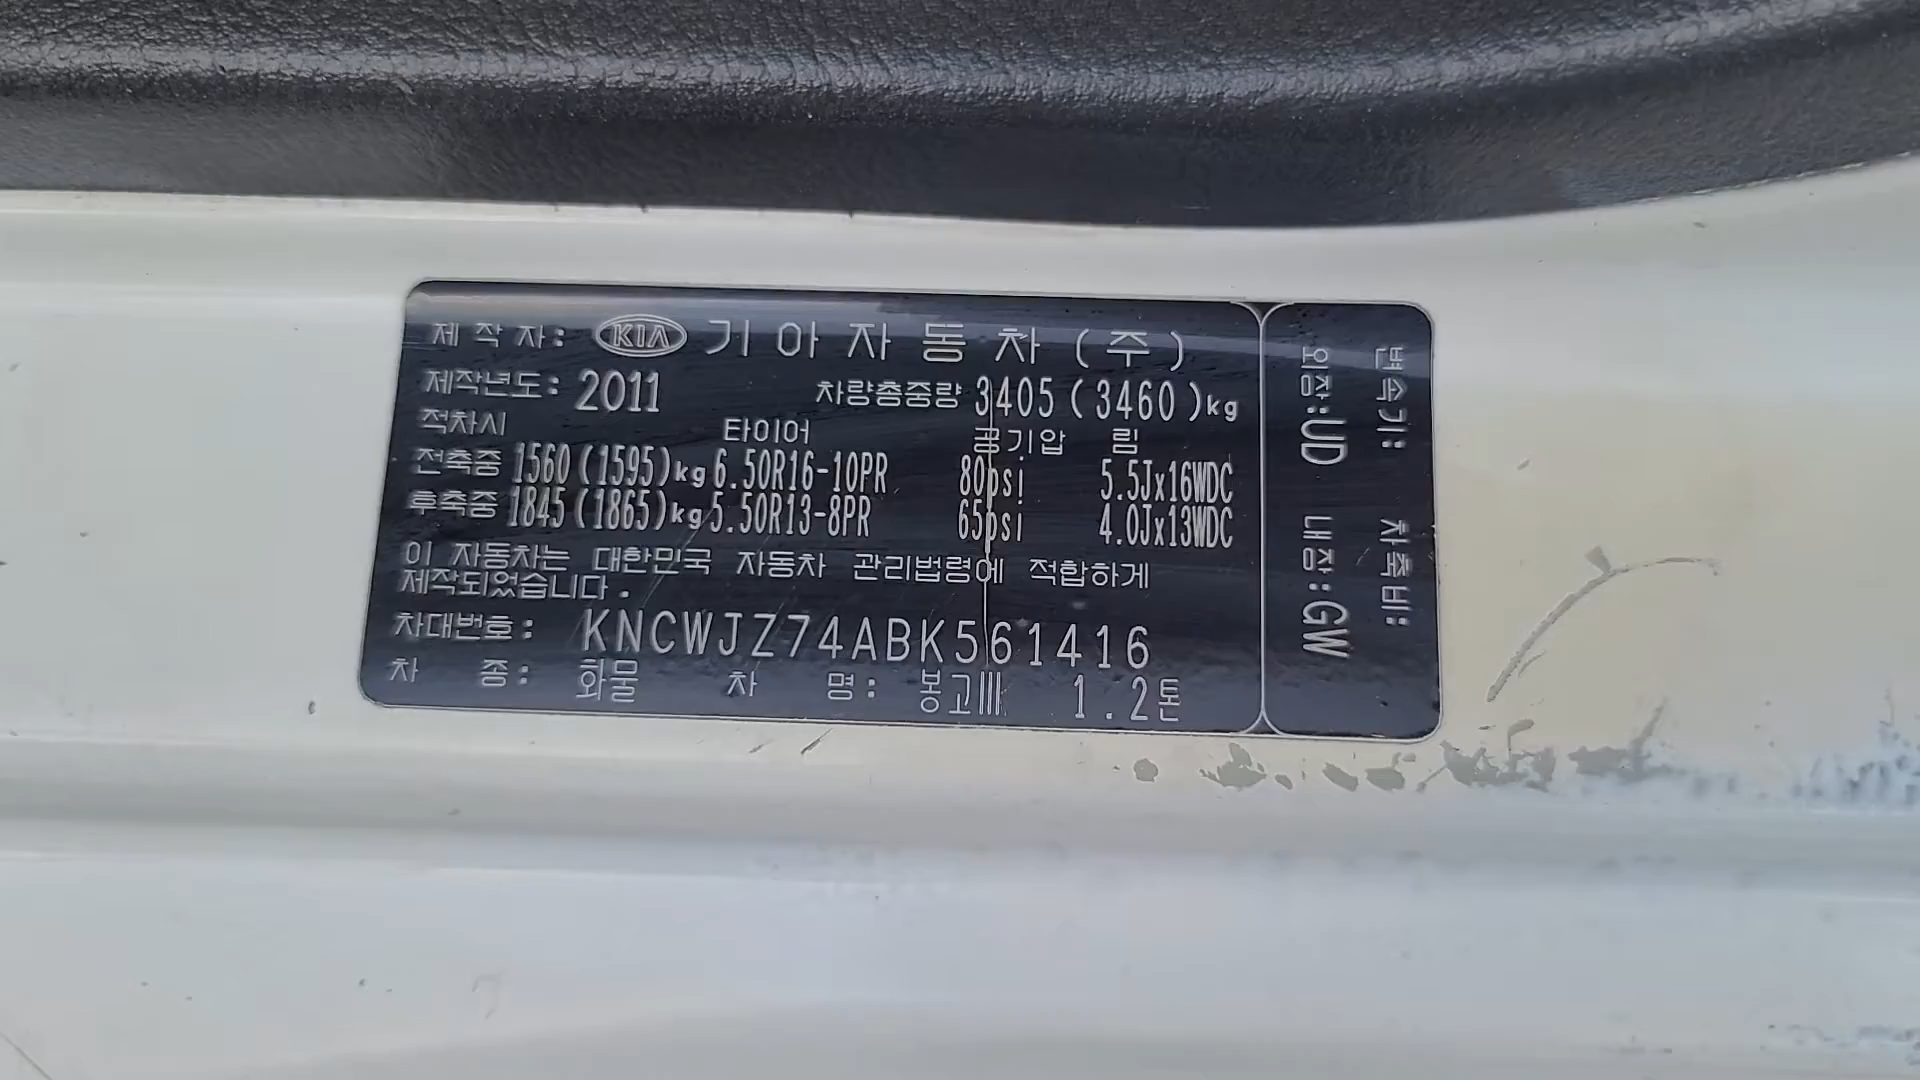 제 작 자: KIA 기 아 자 동 차 (주)
제작년도: 2011 차량총중량 3405 (3460)kg
적차시 타이어 공기압 림
전축중 1560 (1595)kg 6.50R16-10PR 80psi 5.5Jx16WDC
후축중 1845 (1865)kg 5.50R13-8PR 65psi 4.0Jx13WDC
이 자동차는 대한민국 자동차 관리법령에 적합하게
제작되었습니다.
차대번호: KNCWJZ74ABK561416
차 종: 화물 차 명: 봉고III 1.2톤
변속기: 차축비:
외장:UD 내장:GW